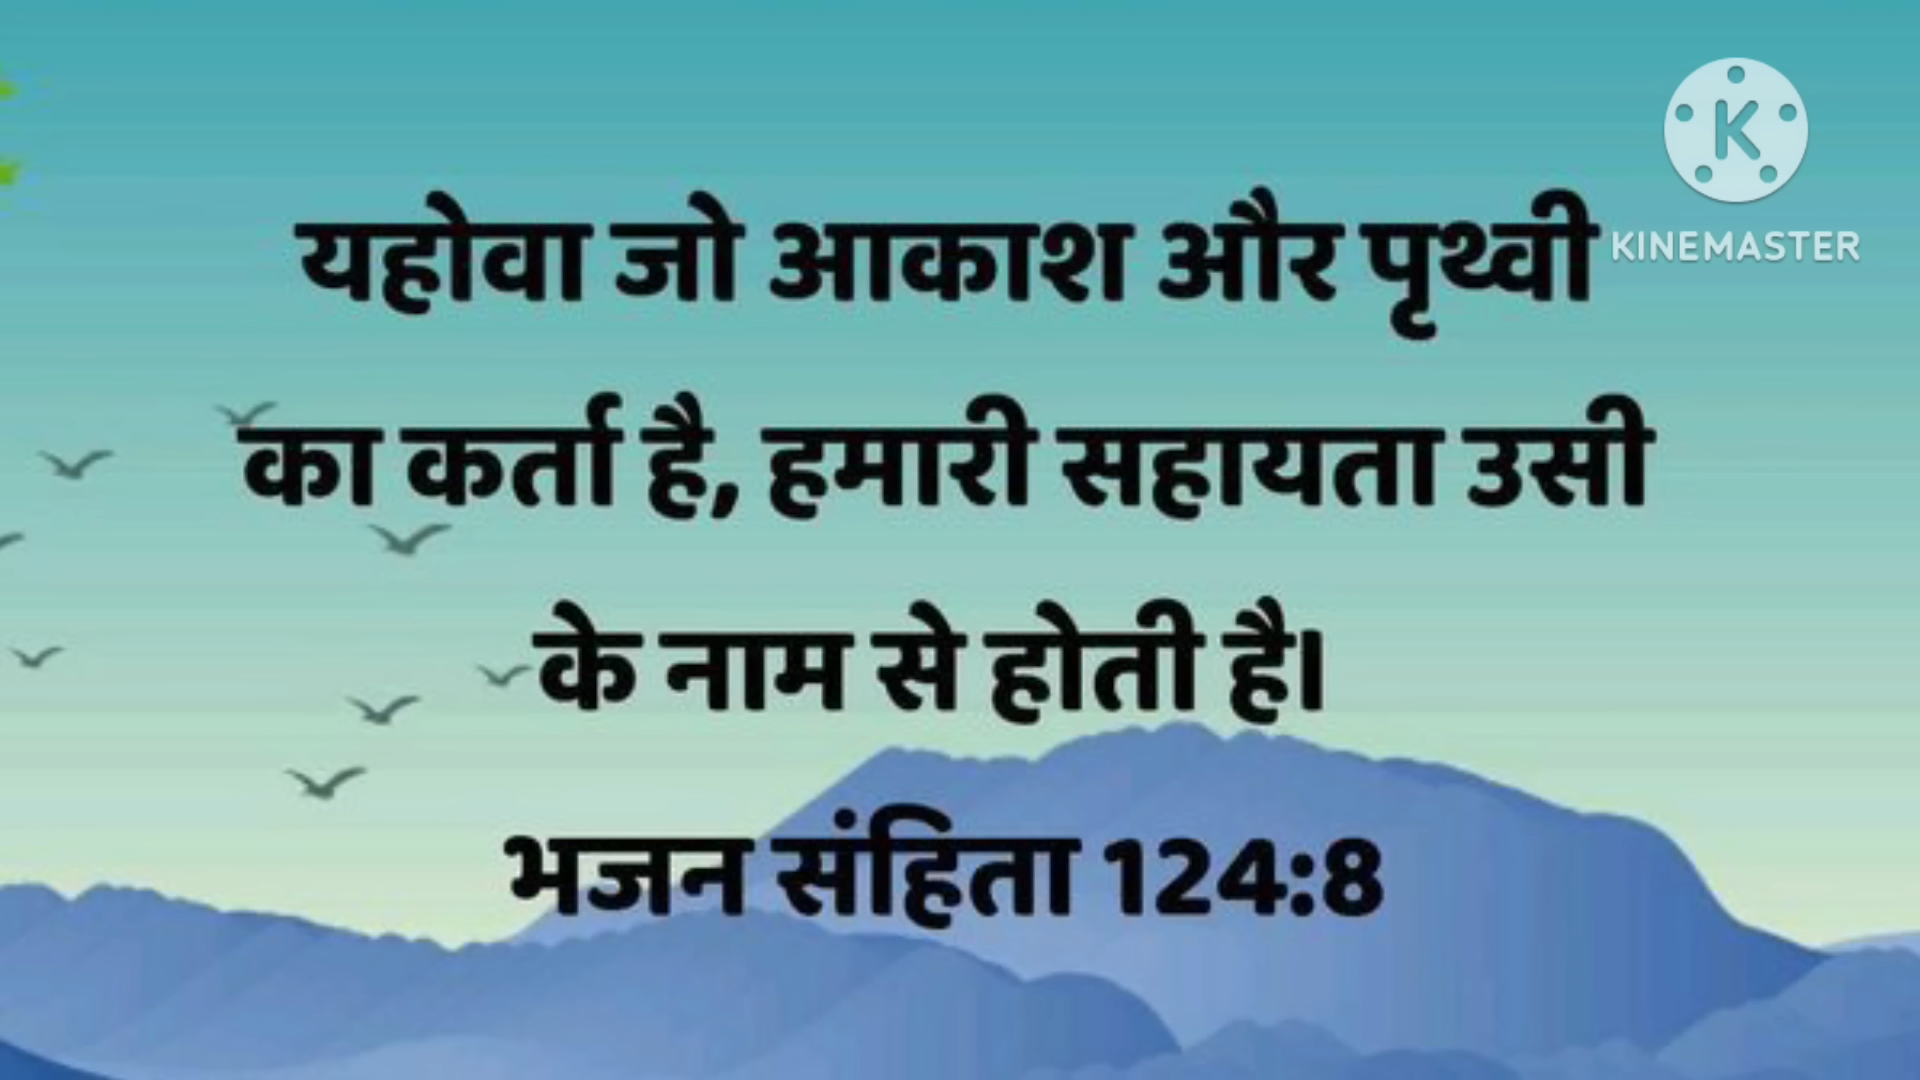 यहोवा जो आकाश और पृथ्वी
का कर्ता है, हमारी सहायता उसी
के नाम से होती है।
भजन संहिता 124:8
K
KINEMASTER